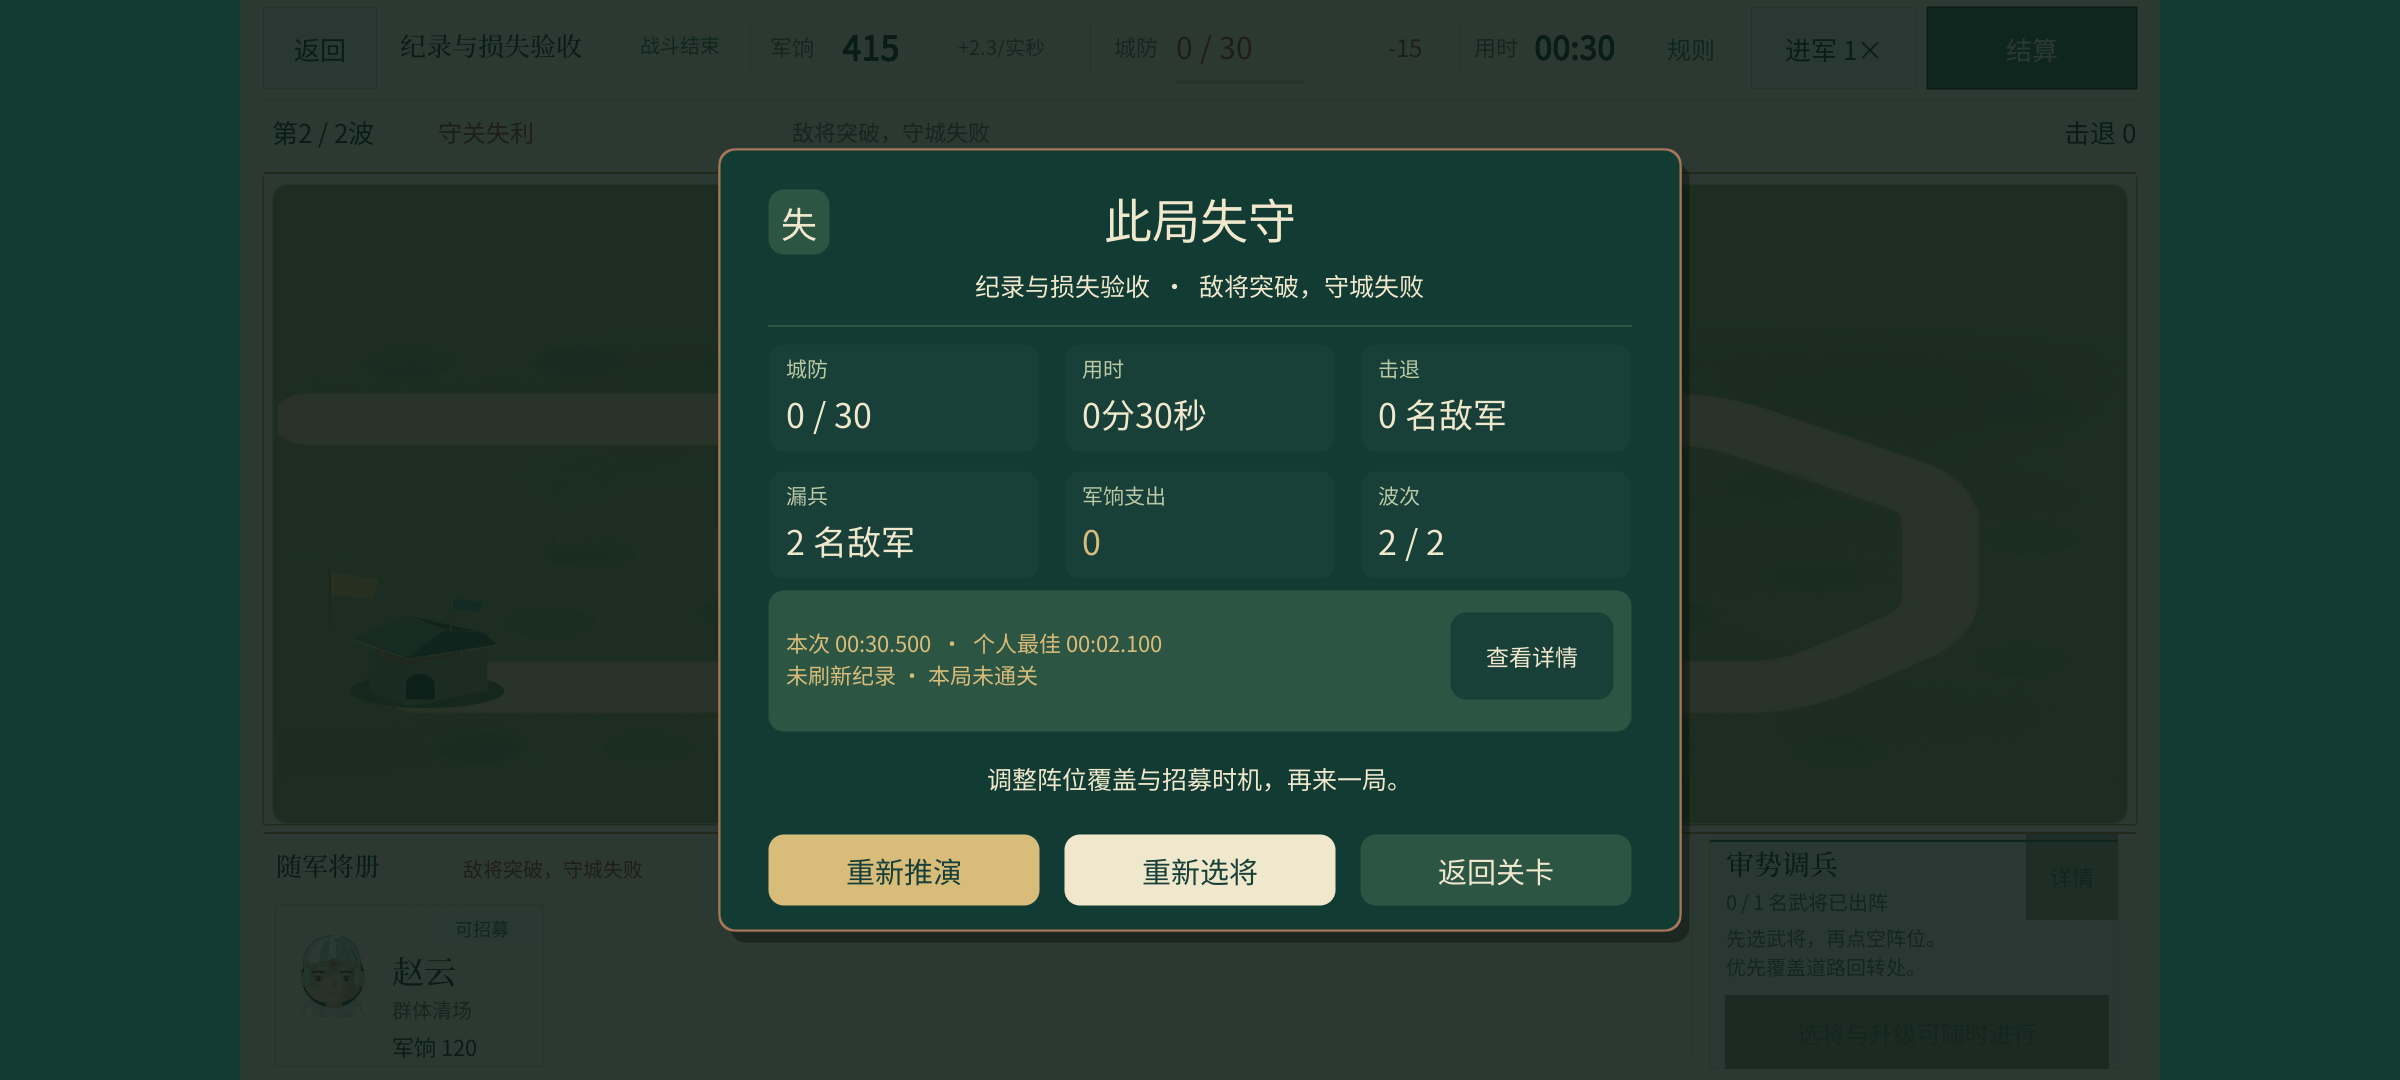 返回
纪录与损失验收
战斗结束
军饷 415 +2.3/实秒
城防 0 / 30 -15
用时 00:30
规则
进军 1×
结算
第2 / 2波
守关失利
敌将突破，守城失败
击退 0
失
此局失守
纪录与损失验收 · 敌将突破，守城失败
城防
0 / 30
用时
0分30秒
击退
0 名敌军
漏兵
2 名敌军
军饷支出
0
波次
2 / 2
本次 00:30.500 · 个人最佳 00:02.100
未刷新纪录 · 本局未通关
查看详情
调整阵位覆盖与招募时机，再来一局。
重新推演
重新选将
返回关卡
随军将册
敌将突破，守城失败
可招募
赵云
群体清场
军饷 120
审势调兵
详情
0 / 1 名武将已出阵
先选武将，再点空阵位。
优先覆盖道路回转处。
选将与升级可随时进行